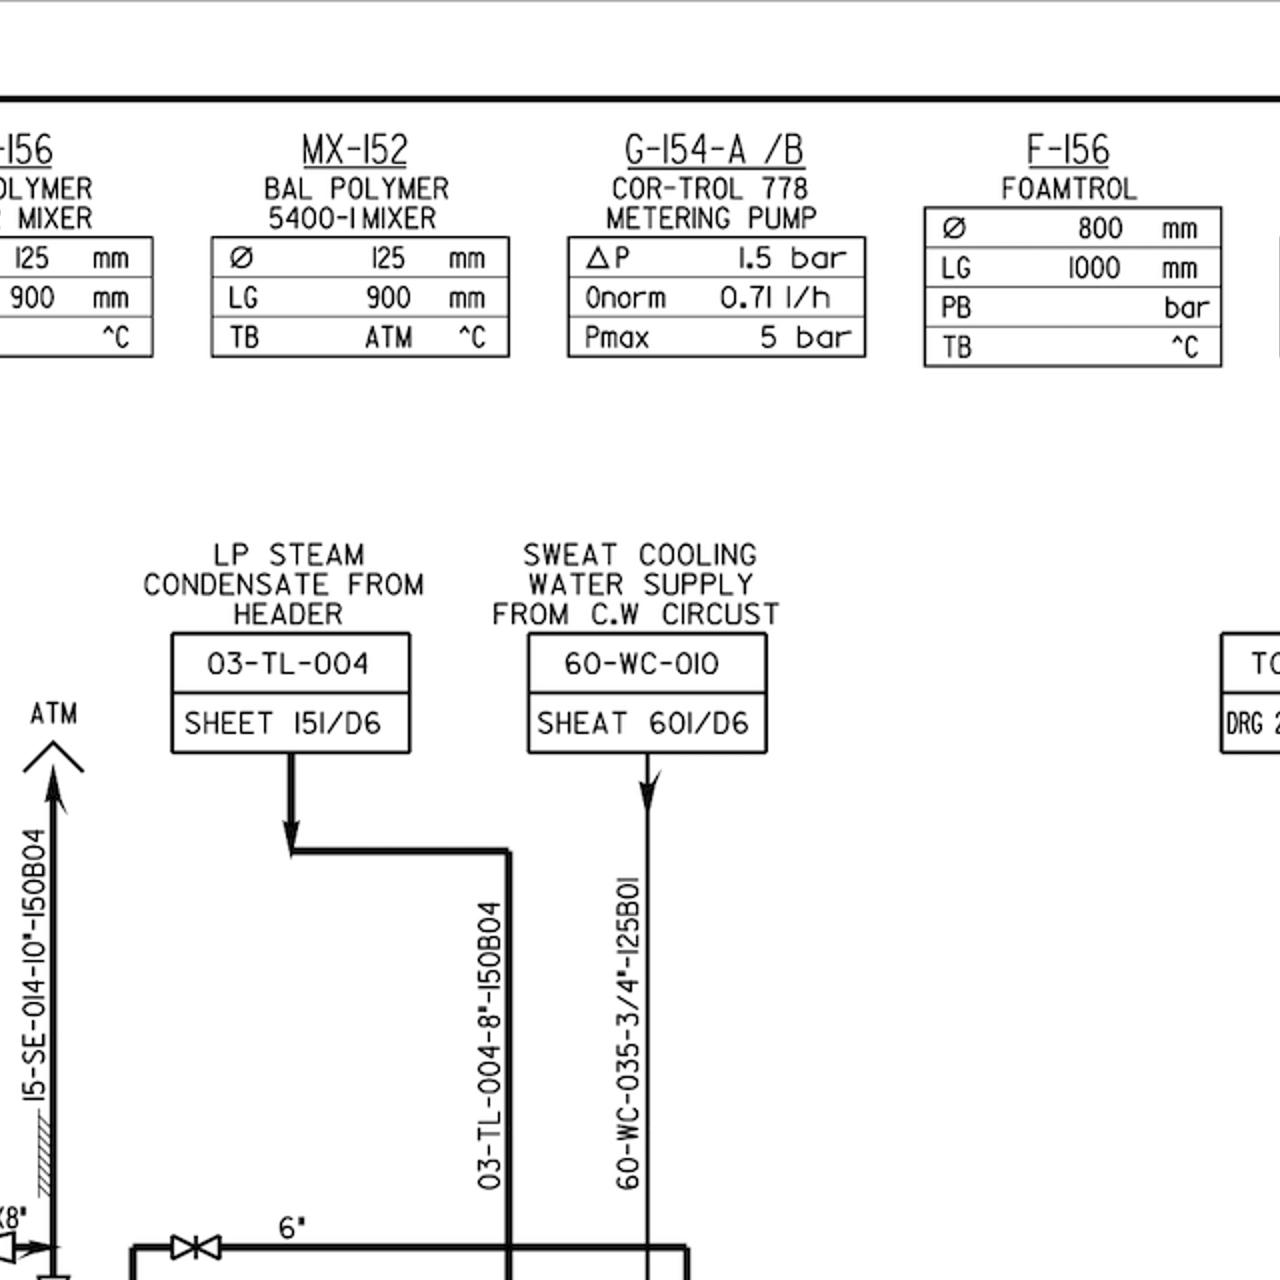 -156
OLYMER
MIXER
125 mm
900 mm
^C
MX-152
BAL POLYMER
5400-1 MIXER
Ø 125 mm
LG 900 mm
TB ATM ^C
G-154-A /B
COR-TROL 778
METERING PUMP
△P 1.5 bar
Qnorm 0.71 l/h
Pmax 5 bar
F-156
FOAMTROL
Ø 800 mm
LG 1000 mm
PB bar
TB ^C
LP STEAM
CONDENSATE FROM
HEADER
03-TL-004
SHEET 151/D6
SWEAT COOLING
WATER SUPPLY
FROM C.W CIRCUST
60-WC-010
SHEAT 601/D6
TO
DRG 2
ATM
15-SE-014-10"-150B04
03-TL-004-8"-150B04
60-WC-035-3/4"-125B01
X8"
6"